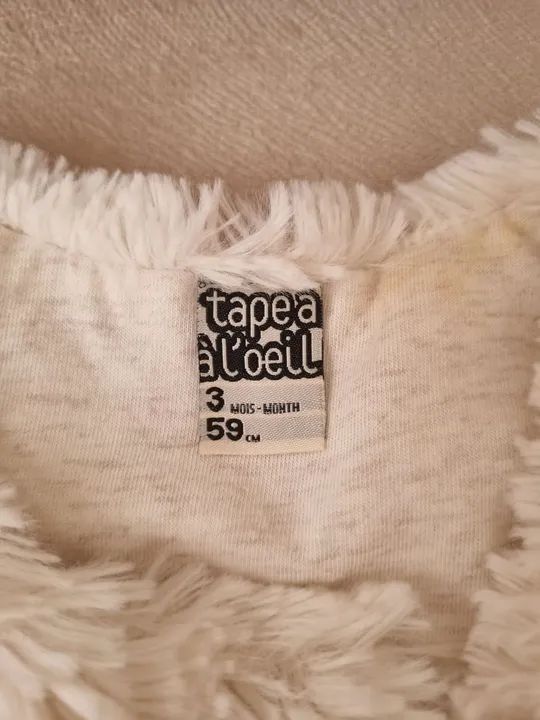 tape a
à l'oeil
3 MOIS - MONTH
59 CM